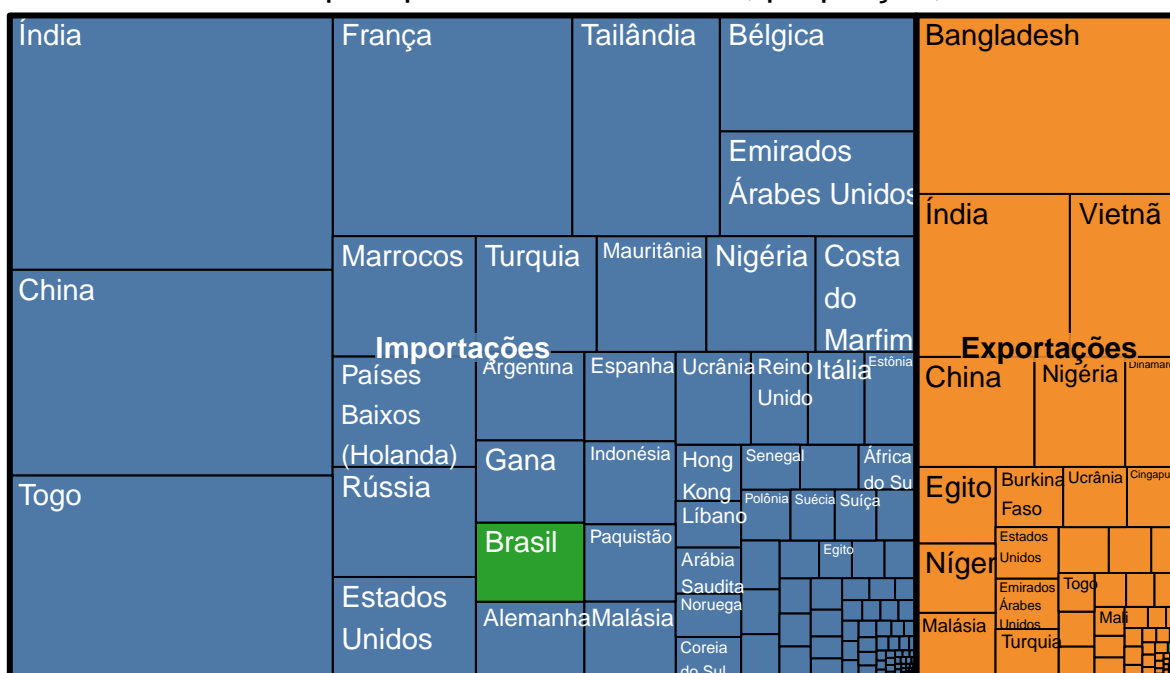 Índia
França
Tailândia
Bélgica
Bangladesh
Emirados
Árabes Unidos
Índia
Vietnã
Marrocos
Turquia
Mauritânia
Nigéria
Costa
do
Marfim
China
Importações
Exportações
Países
Baixos
(Holanda)
Argentina
Espanha
Ucrânia
Reino
Unido
Itália
Estônia
China
Nigéria
Gana
Indonésia
Hong
Kong
Senegal
África
do Su
Togo
Rússia
Líbano
Polônia
Suécia
Suíça
Egito
Burkina
Faso
Ucrânia
Cingapu
Brasil
Paquistão
Arábia
Saudita
Egito
Níger
Estados
Unidos
Estados
Unidos
Alemanha
Malásia
Noruega
Coreia
do Sul
Malásia
Emirados
Árabes
Unidos
Togo
Mali
Turquia